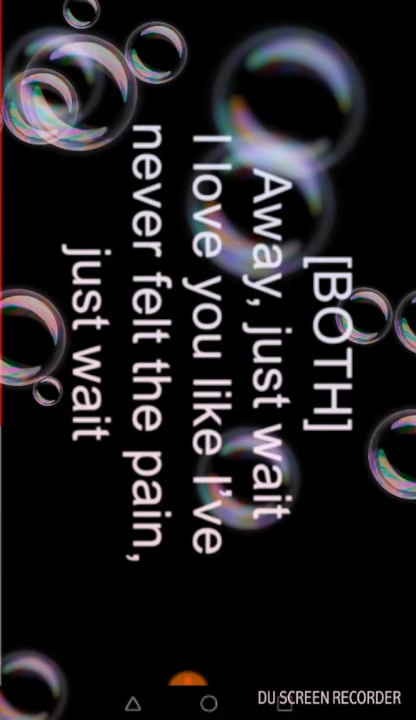 [BOTH]
Away, just wait
I love you like I've
never felt the pain,
just wait
DU SCREEN RECORDER